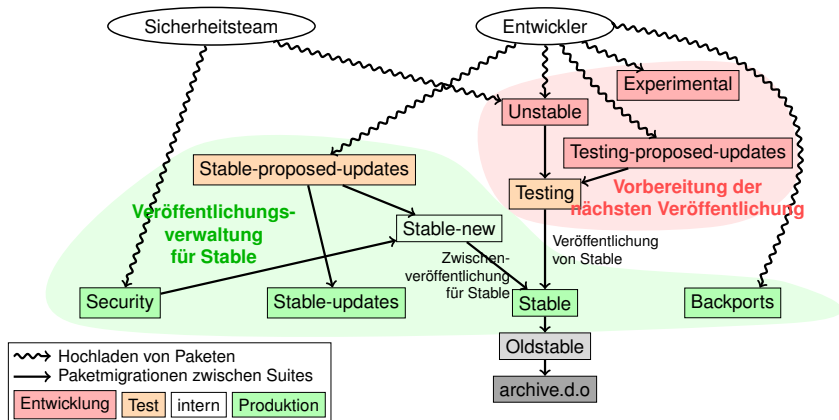 Sicherheitsteam
Entwickler
Experimental
Unstable
Testing-proposed-updates
Stable-proposed-updates
Testing
Vorbereitung der
nächsten Veröffentlichung
Veröffentlichungs-
verwaltung
für Stable
Stable-new
Veröffentlichung
von Stable
Zwischen-
veröffentlichung
für Stable
Security
Stable-updates
Stable
Backports
Oldstable
archive.d.o
Hochladen von Paketen
Paketmigrationen zwischen Suites
Entwicklung Test intern Produktion